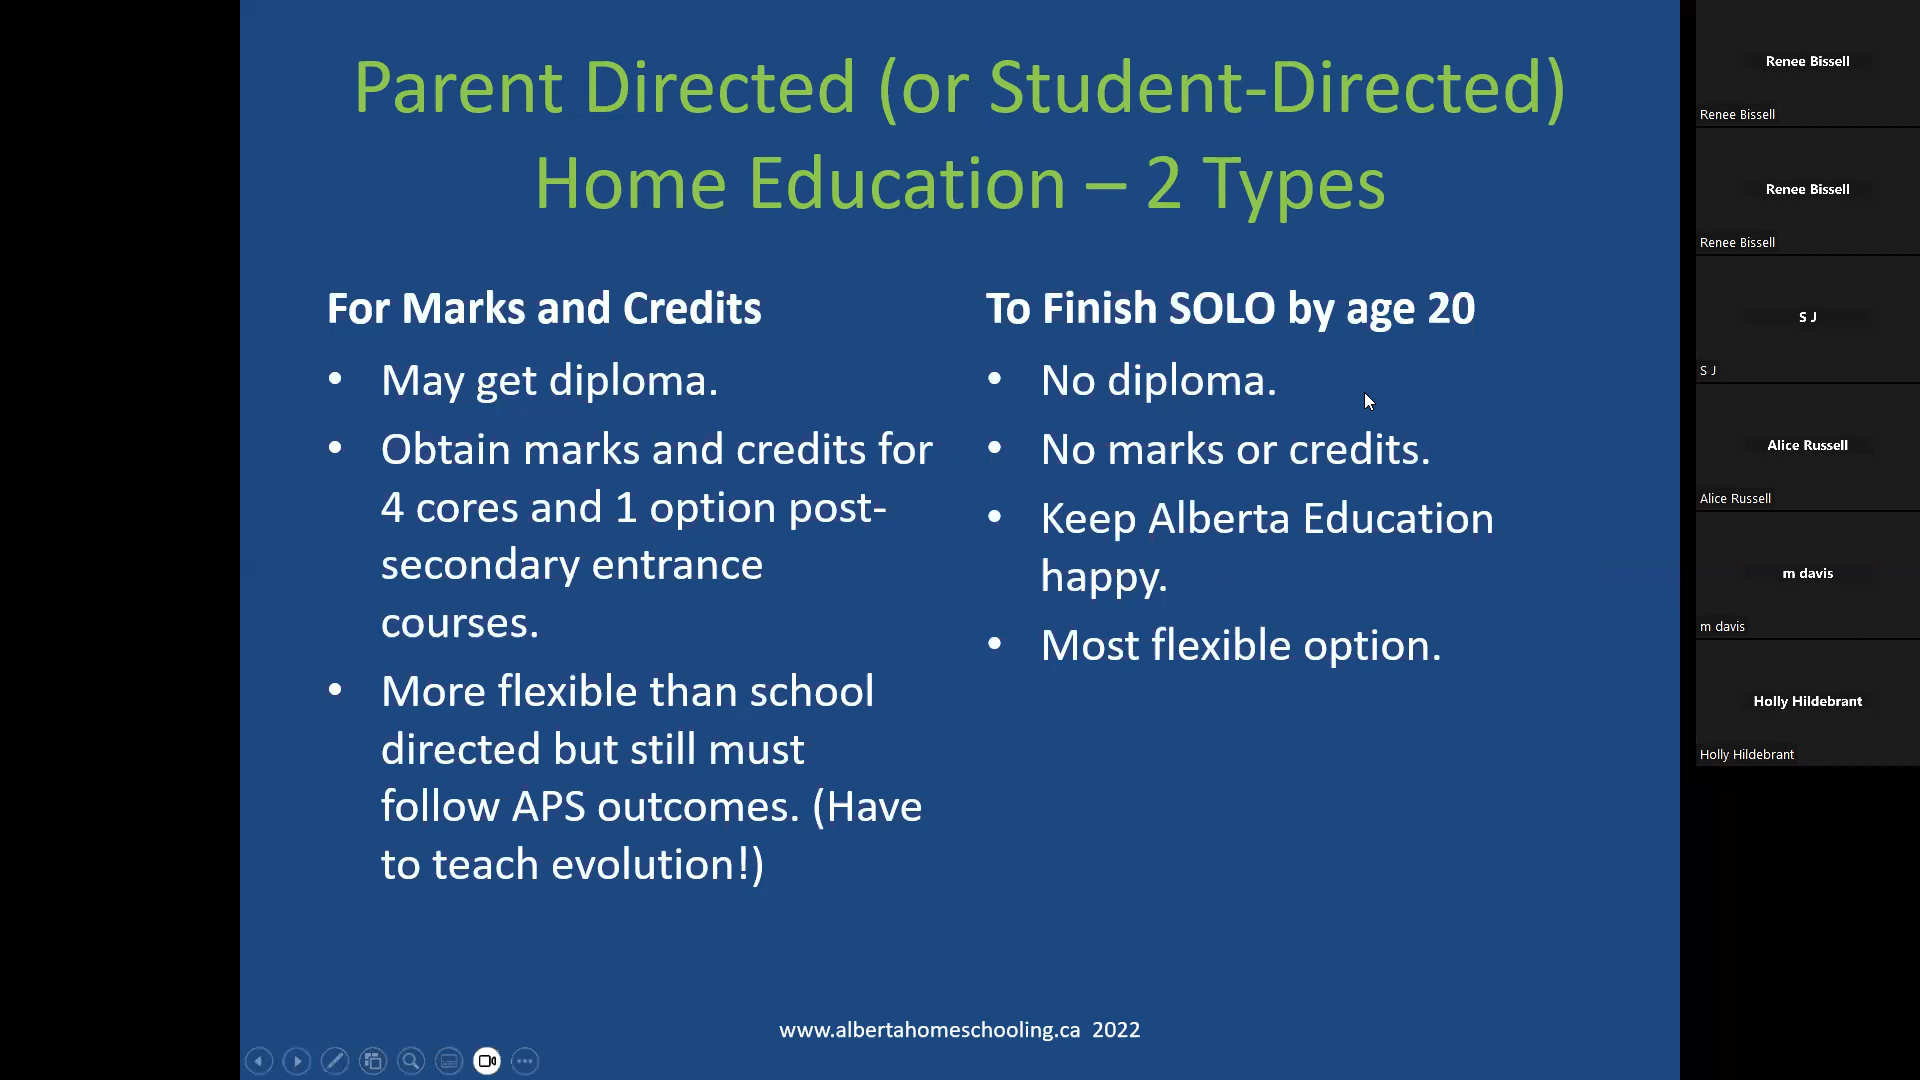 Parent Directed (or Student-Directed)
Home Education – 2 Types
For Marks and Credits
• May get diploma.
• Obtain marks and credits for
4 cores and 1 option post-
secondary entrance
courses.
• More flexible than school
directed but still must
follow APS outcomes. (Have
to teach evolution!)
To Finish SOLO by age 20
• No diploma.
• No marks or credits.
• Keep Alberta Education
happy.
• Most flexible option.
www.albertahomeschooling.ca 2022
Renee Bissell
Renee Bissell
Renee Bissell
Renee Bissell
S J
S J
Alice Russell
Alice Russell
m davis
m davis
Holly Hildebrant
Holly Hildebrant